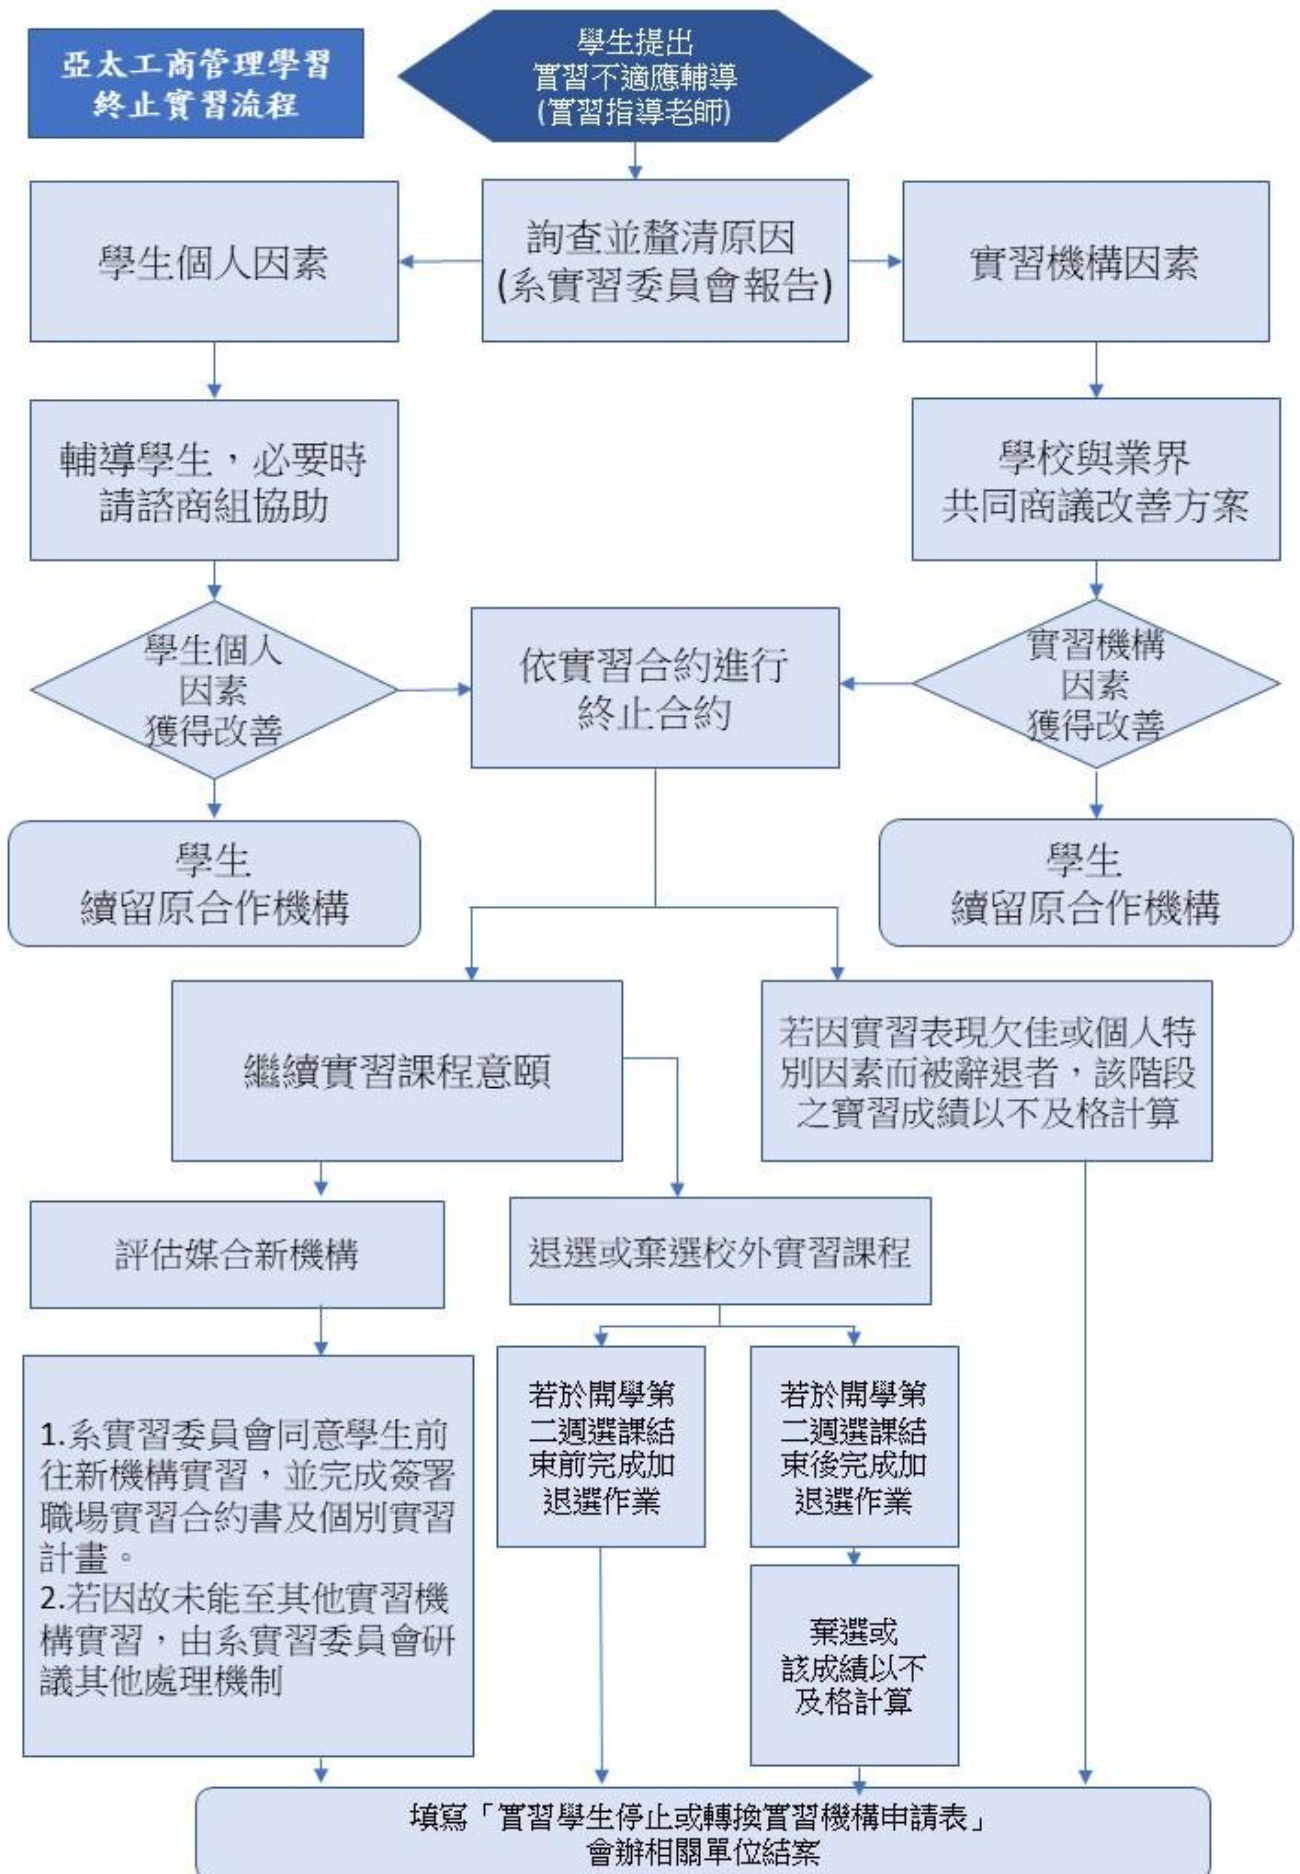 亞太工商管理學習
終止實習流程
學生提出
實習不適應輔導
(實習指導老師)
學生個人因素
詢查並釐清原因
(系實習委員會報告)
實習機構因素
輔導學生，必要時
請諮商組協助
學校與業界
共同商議改善方案
學生個人
因素
獲得改善
依實習合約進行
終止合約
實習機構
因素
獲得改善
學生
續留原合作機構
學生
續留原合作機構
繼續實習課程意頤
若因實習表現欠佳或個人特
別因素而被辭退者，該階段
之寶習成績以不及格計算
評估媒合新機構
退選或棄選校外實習課程
1.系實習委員會同意學生前
往新機構實習，並完成簽署
職場實習合約書及個別實習
計畫。
2.若因故未能至其他實習機
構實習，由系實習委員會研
議其他處理機制
若於開學第
二週選課結
束前完成加
退選作業
若於開學第
二週選課結
束後完成加
退選作業
棄選或
該成績以不
及格計算
填寫「實習學生停止或轉換實習機構申請表」
會辦相關單位結案